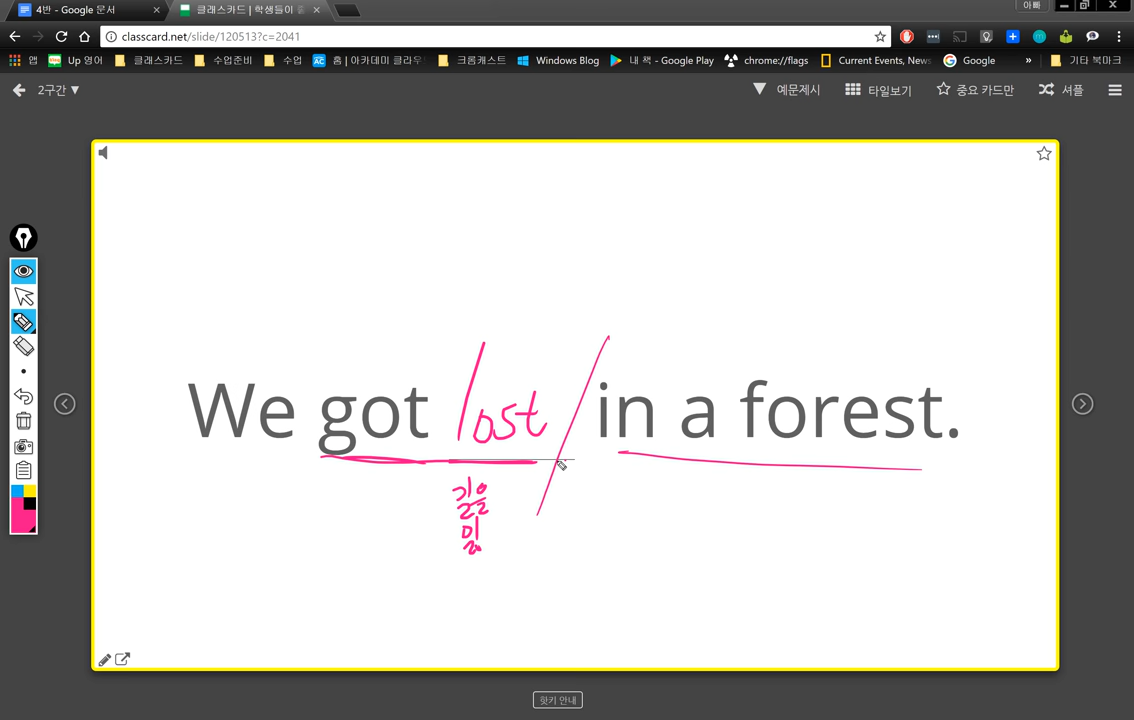 4반 - Google 문서
클래스카드 | 학생들이 좋
아빠
classcard.net/slide/120513?c=2041
앱 Up 영어 클래스카드 수업준비 수업 홈 | 아카데미 클라우 크롬캐스트 Windows Blog 내 책 - Google Play chrome://flags Current Events, News Google » 기타 북마크
2구간 ▼ 예문제시 타일보기 중요 카드만 셔플
We got lost / in a forest.
길을
잃
핫키 안내